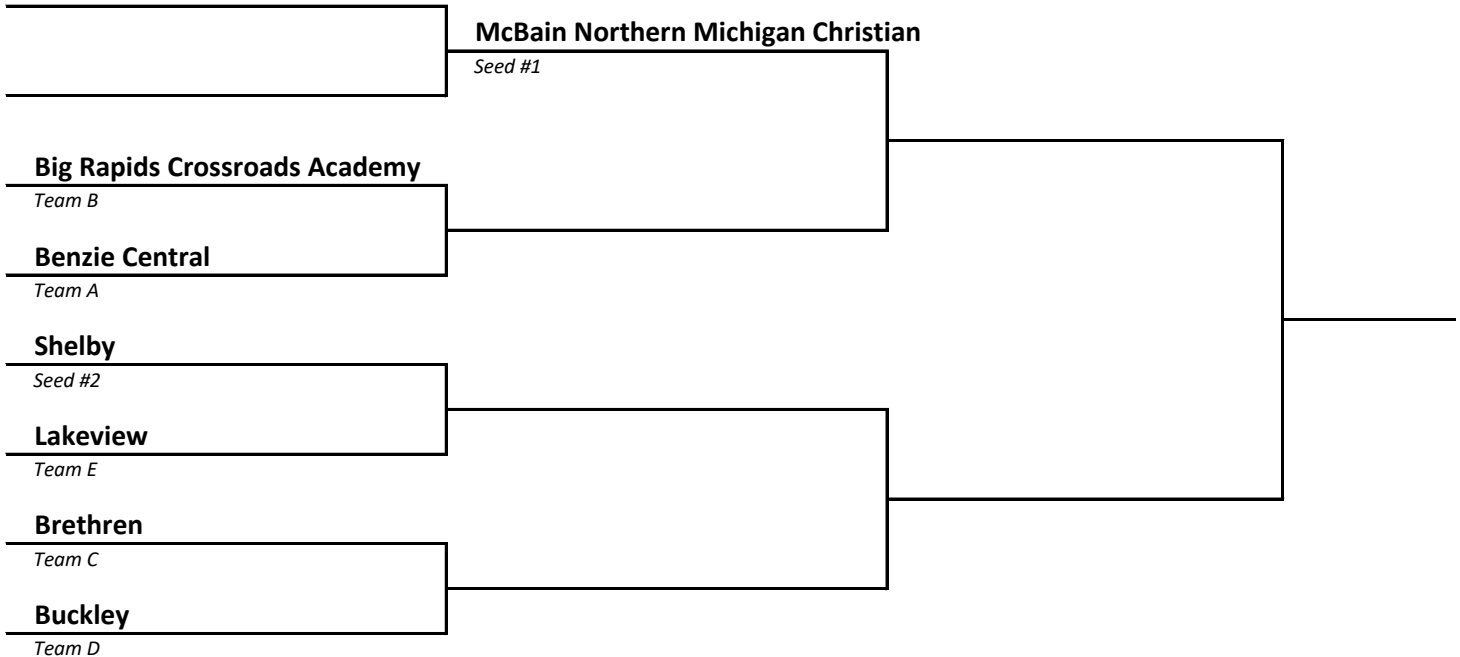 McBain Northern Michigan Christian
Seed #1
Big Rapids Crossroads Academy
Team B
Benzie Central
Team A
Shelby
Seed #2
Lakeview
Team E
Brethren
Team C
Buckley
Team D